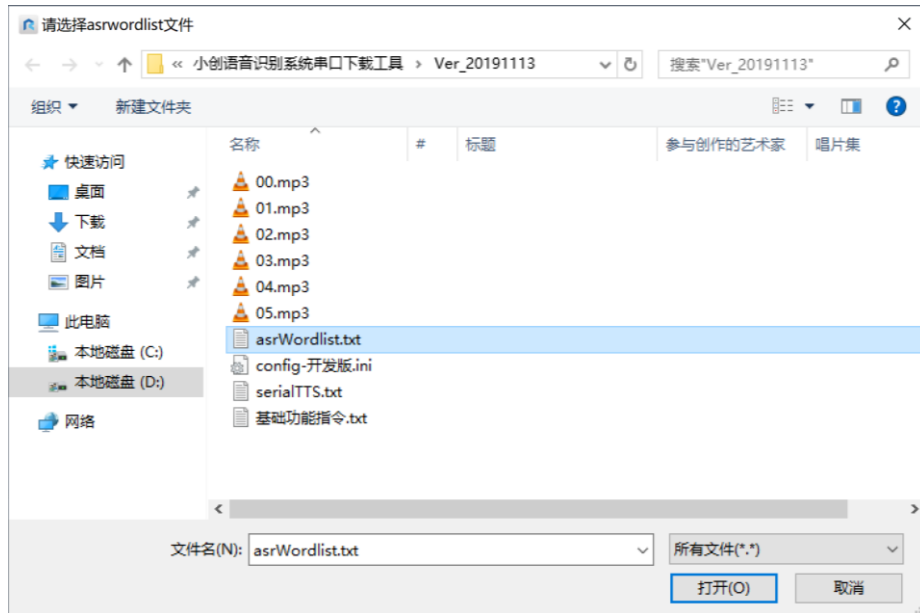 请选择asrwordlist文件
« 小创语音识别系统串口下载工具 › Ver_20191113
搜索"Ver_20191113"
组织 新建文件夹
名称 # 标题 参与创作的艺术家 唱片集
快速访问
桌面
下载
文档
图片
此电脑
本地磁盘 (C:)
本地磁盘 (D:)
网络
00.mp3
01.mp3
02.mp3
03.mp3
04.mp3
05.mp3
asrWordlist.txt
config-开发版.ini
serialTTS.txt
基础功能指令.txt
文件名(N): asrWordlist.txt 所有文件(*.*)
打开(O) 取消